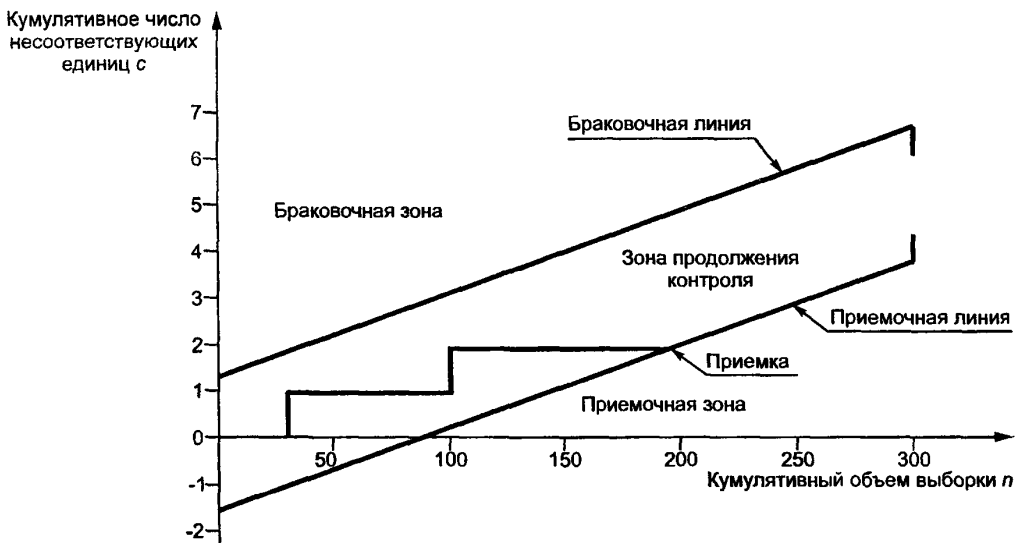 Кумулятивное число
несоответствующих
единиц c
7
6
5
4
3
2
1
0
-1
-2
Браковочная линия
Браковочная зона
Зона продолжения
контроля
Приемочная линия
Приемка
Приемочная зона
50
100
150
200
250
300
Кумулятивный объем выборки n